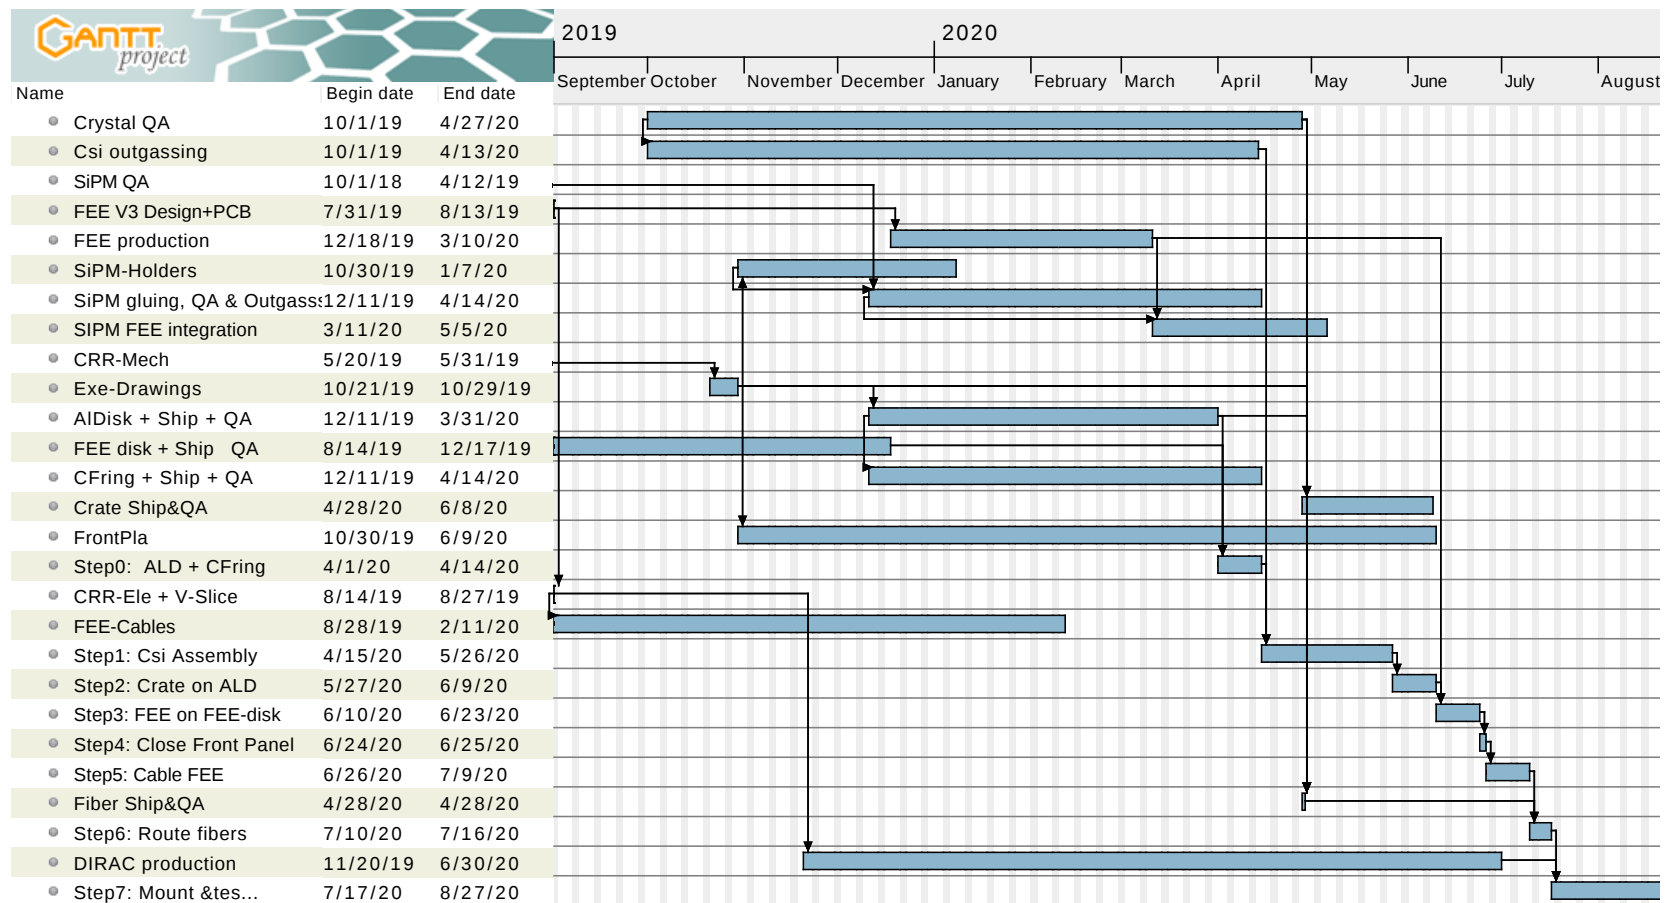 GANTT project
2019 2020
September October November December January February March April May June July August
Name Begin date End date
Crystal QA 10/1/19 4/27/20
Csi outgassing 10/1/19 4/13/20
SiPM QA 10/1/18 4/12/19
FEE V3 Design+PCB 7/31/19 8/13/19
FEE production 12/18/19 3/10/20
SiPM-Holders 10/30/19 1/7/20
SiPM gluing, QA & Outgass 12/11/19 4/14/20
SIPM FEE integration 3/11/20 5/5/20
CRR-Mech 5/20/19 5/31/19
Exe-Drawings 10/21/19 10/29/19
AlDisk + Ship + QA 12/11/19 3/31/20
FEE disk + Ship QA 8/14/19 12/17/19
CFring + Ship + QA 12/11/19 4/14/20
Crate Ship&QA 4/28/20 6/8/20
FrontPla 10/30/19 6/9/20
Step0: ALD + CFring 4/1/20 4/14/20
CRR-Ele + V-Slice 8/14/19 8/27/19
FEE-Cables 8/28/19 2/11/20
Step1: Csi Assembly 4/15/20 5/26/20
Step2: Crate on ALD 5/27/20 6/9/20
Step3: FEE on FEE-disk 6/10/20 6/23/20
Step4: Close Front Panel 6/24/20 6/25/20
Step5: Cable FEE 6/26/20 7/9/20
Fiber Ship&QA 4/28/20 4/28/20
Step6: Route fibers 7/10/20 7/16/20
DIRAC production 11/20/19 6/30/20
Step7: Mount &tes... 7/17/20 8/27/20